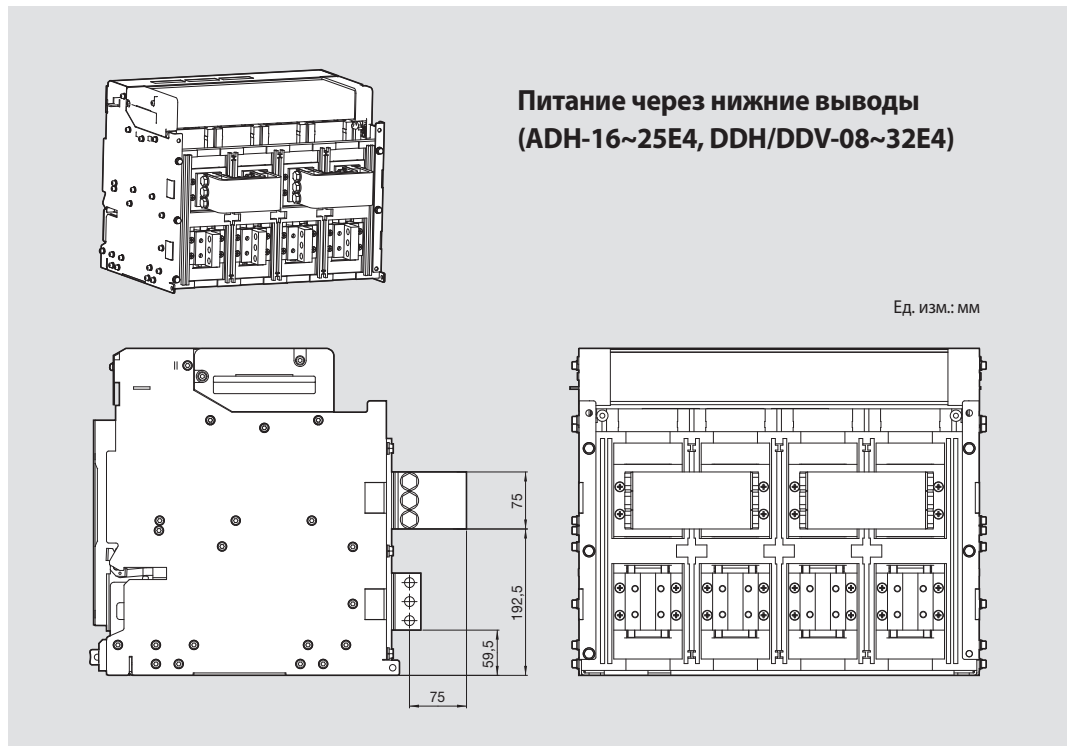 Питание через нижние выводы
(ADH-16~25E4, DDH/DDV-08~32E4)
Ед. изм.: мм
75
192,5
59,5
75